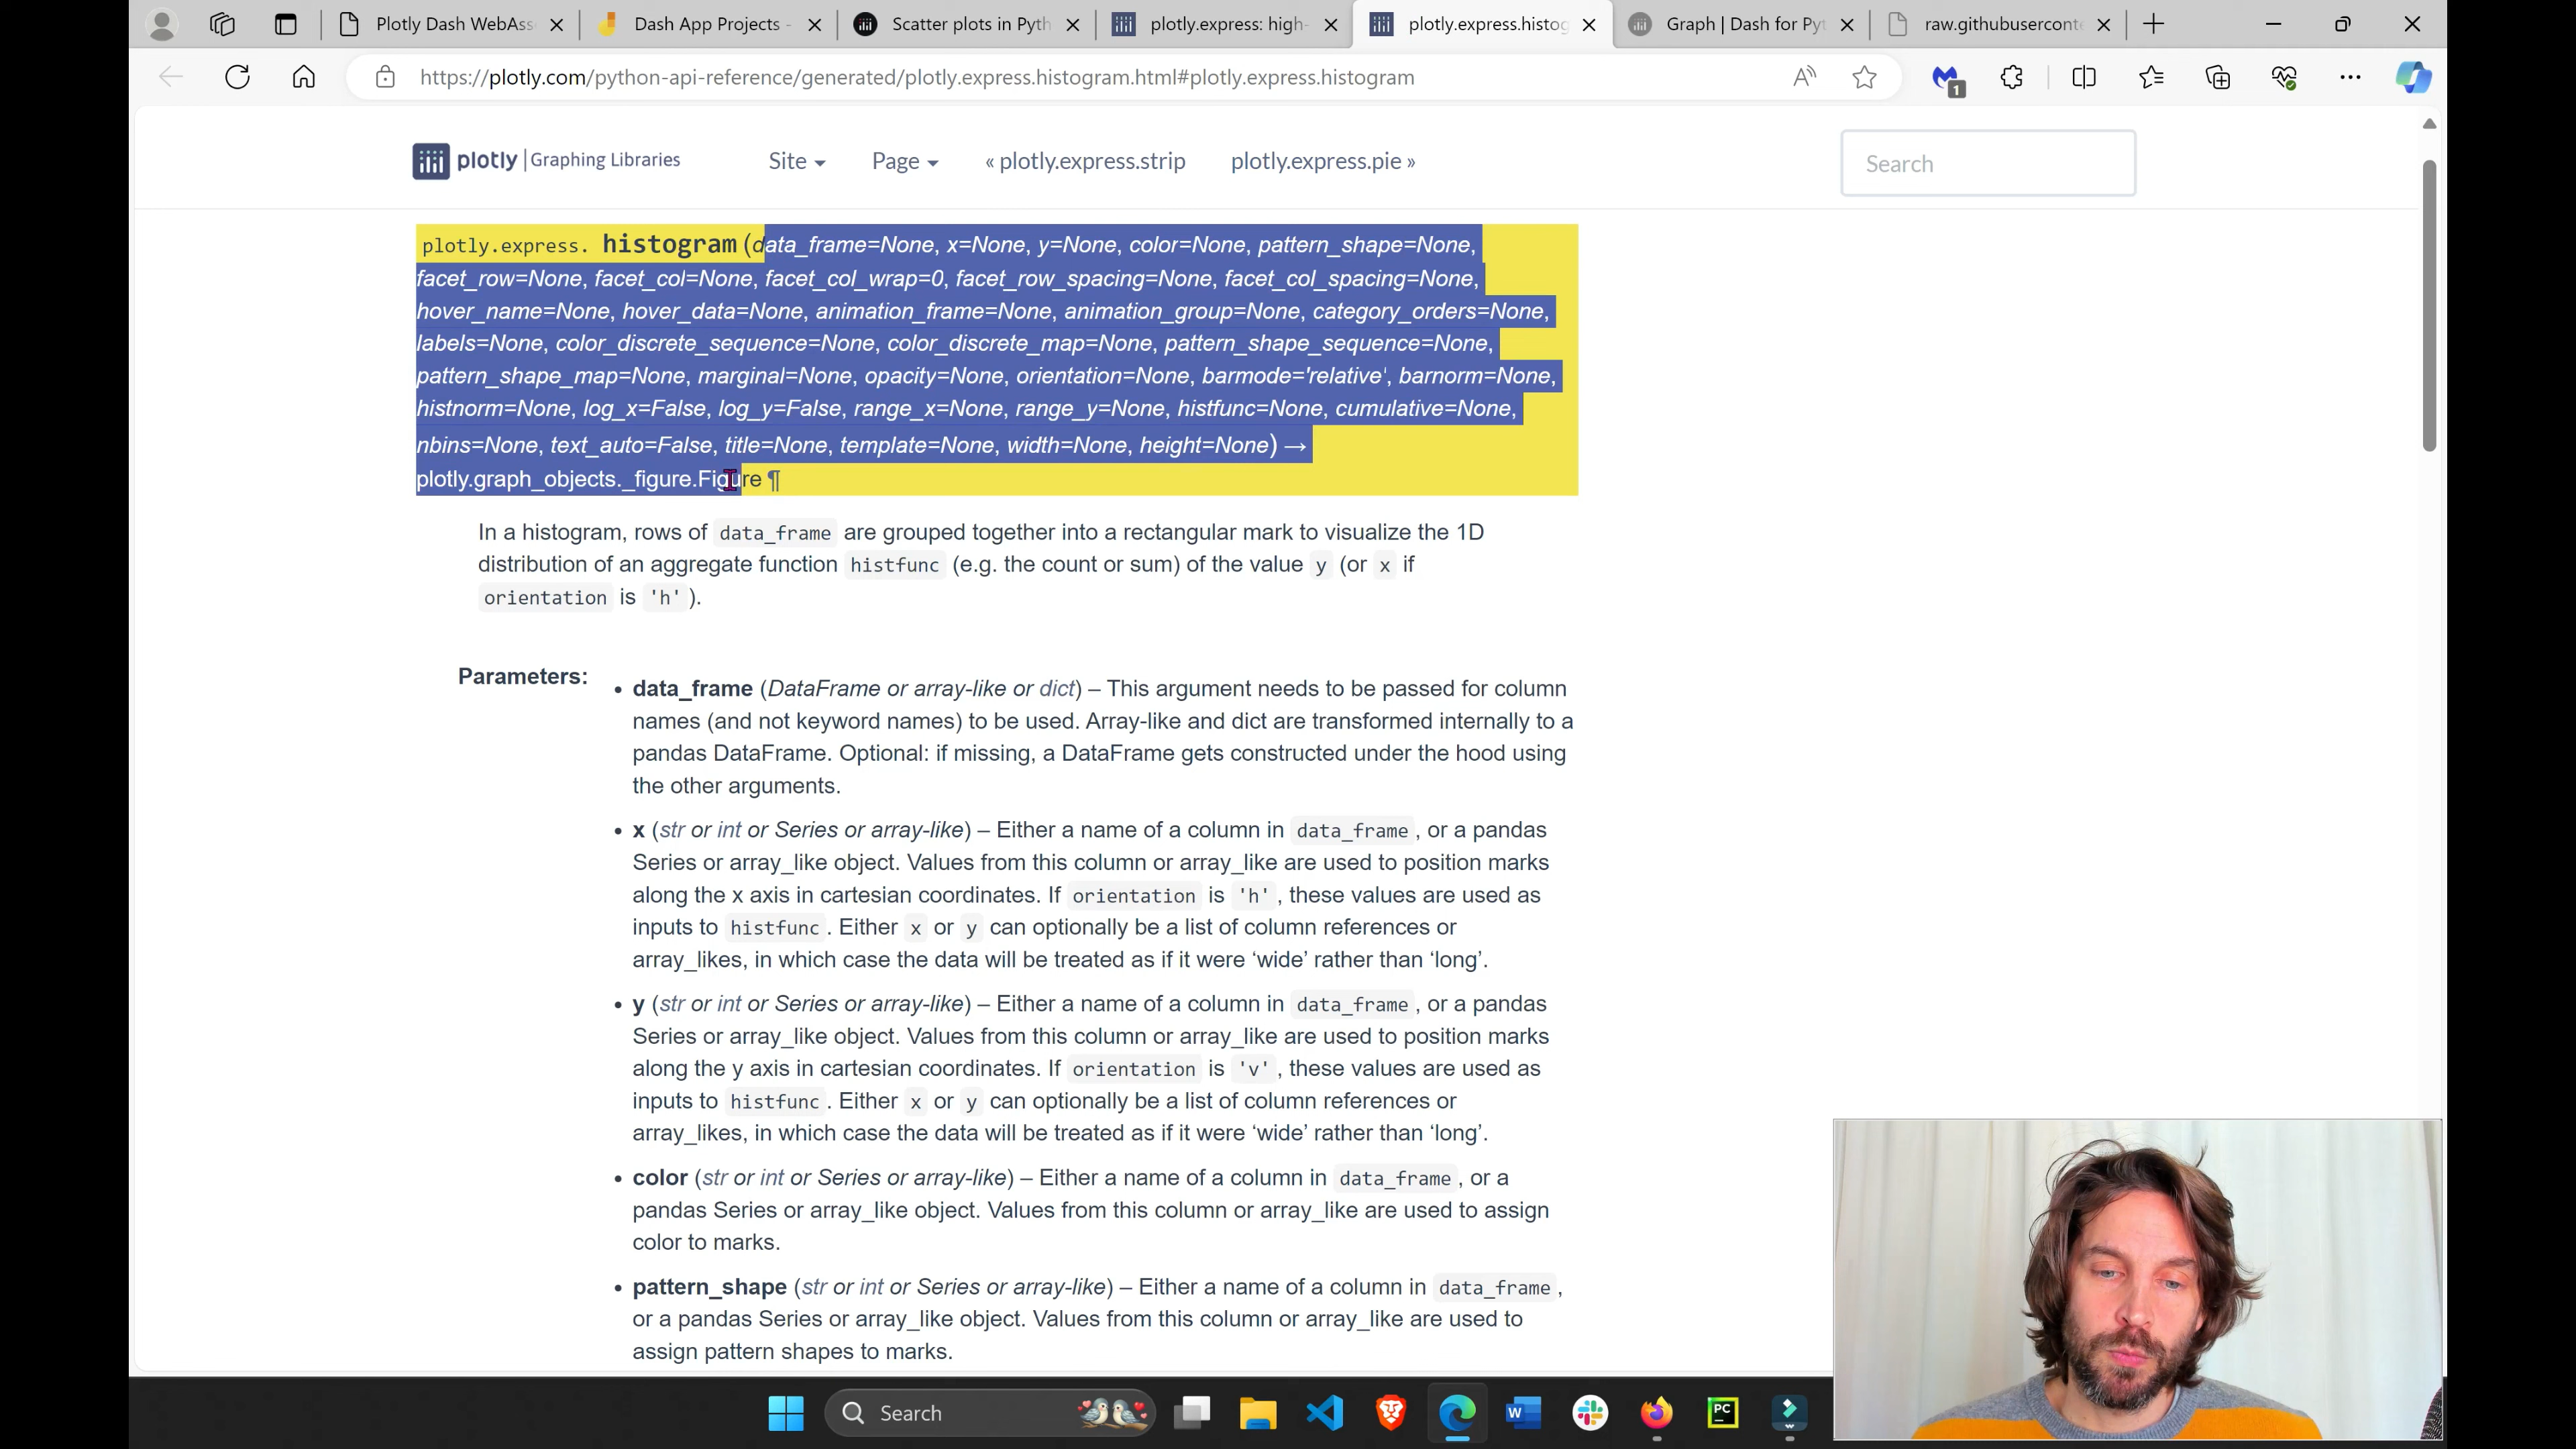 Plotly Dash WebAss
Dash App Projects -
Scatter plots in Pyth
plotly.express: high-
plotly.express.histog
Graph | Dash for Pyt
raw.githubuserconte
https://plotly.com/python-api-reference/generated/plotly.express.histogram.html#plotly.express.histogram
1
plotly | Graphing Libraries
Site
Page
« plotly.express.strip
plotly.express.pie »
Search
plotly.express. histogram(data_frame=None, x=None, y=None, color=None, pattern_shape=None,
facet_row=None, facet_col=None, facet_col_wrap=0, facet_row_spacing=None, facet_col_spacing=None,
hover_name=None, hover_data=None, animation_frame=None, animation_group=None, category_orders=None,
labels=None, color_discrete_sequence=None, color_discrete_map=None, pattern_shape_sequence=None,
pattern_shape_map=None, marginal=None, opacity=None, orientation=None, barmode='relative', barnorm=None,
histnorm=None, log_x=False, log_y=False, range_x=None, range_y=None, histfunc=None, cumulative=None,
nbins=None, text_auto=False, title=None, template=None, width=None, height=None) →
plotly.graph_objects._figure.Figure ¶
In a histogram, rows of data_frame are grouped together into a rectangular mark to visualize the 1D
distribution of an aggregate function histfunc (e.g. the count or sum) of the value y (or x if
orientation is 'h' ).
Parameters:
• data_frame (DataFrame or array-like or dict) – This argument needs to be passed for column
names (and not keyword names) to be used. Array-like and dict are transformed internally to a
pandas DataFrame. Optional: if missing, a DataFrame gets constructed under the hood using
the other arguments.
• x (str or int or Series or array-like) – Either a name of a column in data_frame, or a pandas
Series or array_like object. Values from this column or array_like are used to position marks
along the x axis in cartesian coordinates. If orientation is 'h', these values are used as
inputs to histfunc. Either x or y can optionally be a list of column references or
array_likes, in which case the data will be treated as if it were ‘wide’ rather than ‘long’.
• y (str or int or Series or array-like) – Either a name of a column in data_frame, or a pandas
Series or array_like object. Values from this column or array_like are used to position marks
along the y axis in cartesian coordinates. If orientation is 'v', these values are used as
inputs to histfunc. Either x or y can optionally be a list of column references or
array_likes, in which case the data will be treated as if it were ‘wide’ rather than ‘long’.
• color (str or int or Series or array-like) – Either a name of a column in data_frame, or a
pandas Series or array_like object. Values from this column or array_like are used to assign
color to marks.
• pattern_shape (str or int or Series or array-like) – Either a name of a column in data_frame,
or a pandas Series or array_like object. Values from this column or array_like are used to
assign pattern shapes to marks.
Search
W
PC